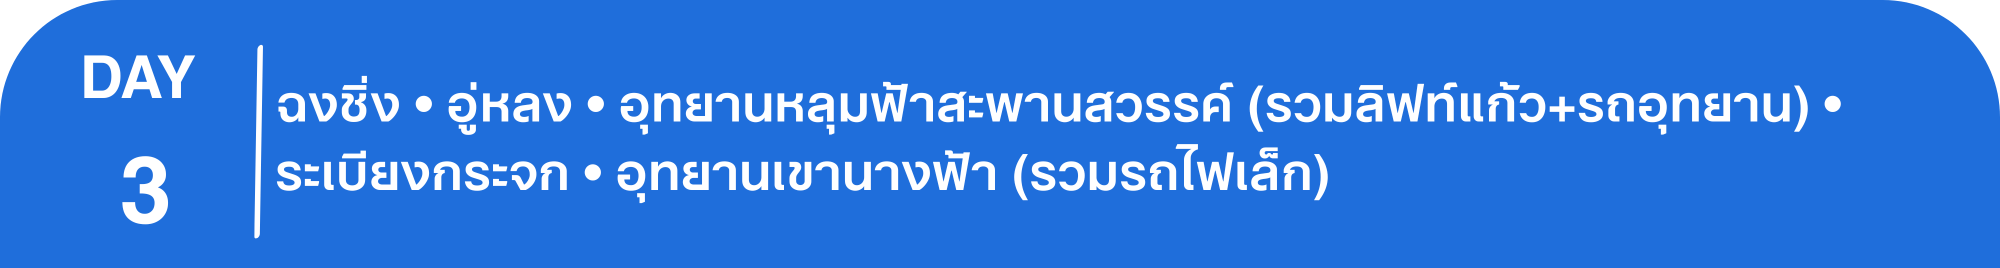 DAY
3
ฉงชิ่ง • อู่หลง • อุทยานหลุมฟ้าสะพานสวรรค์ (รวมลิฟท์แก้ว+รถอุทยาน) •
ระเบียงกระจก • อุทยานเขานางฟ้า (รวมรถไฟเล็ก)